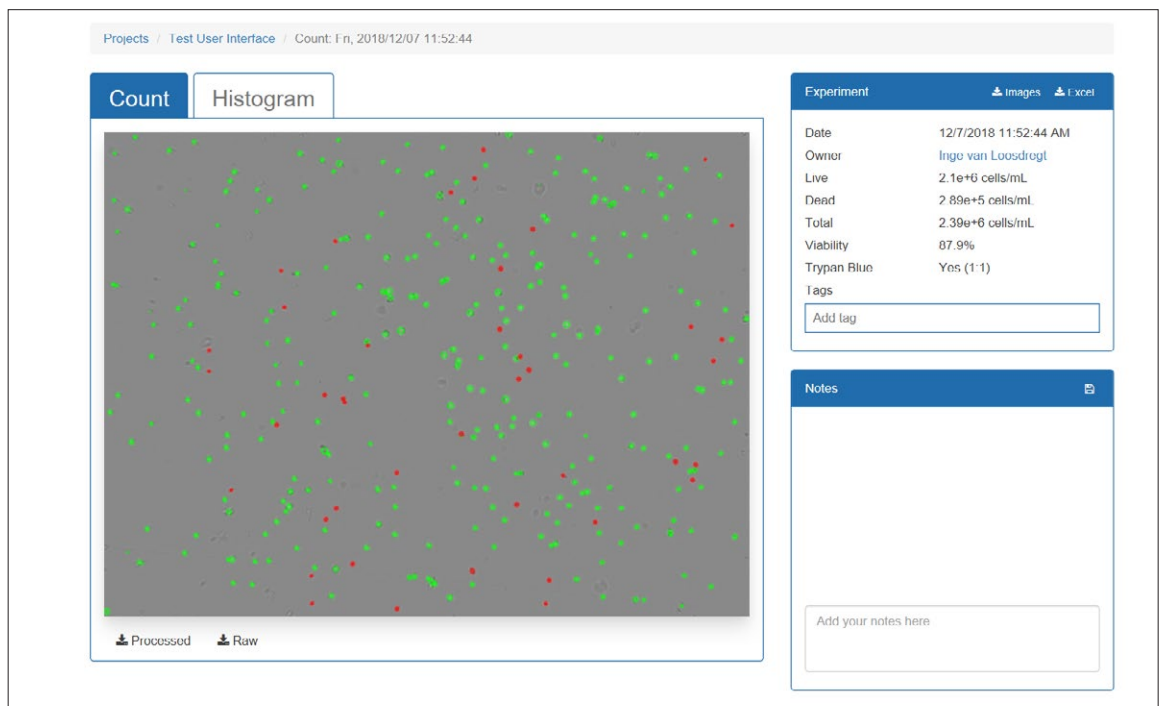 Projects / Test User Interface / Count: Fri, 2018/12/07 11:52:44
Count
Histogram
Processed
Raw
Experiment
Images
Excel
Date 12/7/2018 11:52:44 AM
Owner Inge van Loosdregt
Live 2.1e+6 cells/mL
Dead 2.89e+5 cells/mL
Total 2.39e+6 cells/mL
Viability 87.9%
Trypan Blue Yes (1:1)
Tags
Add tag
Notes
Add your notes here